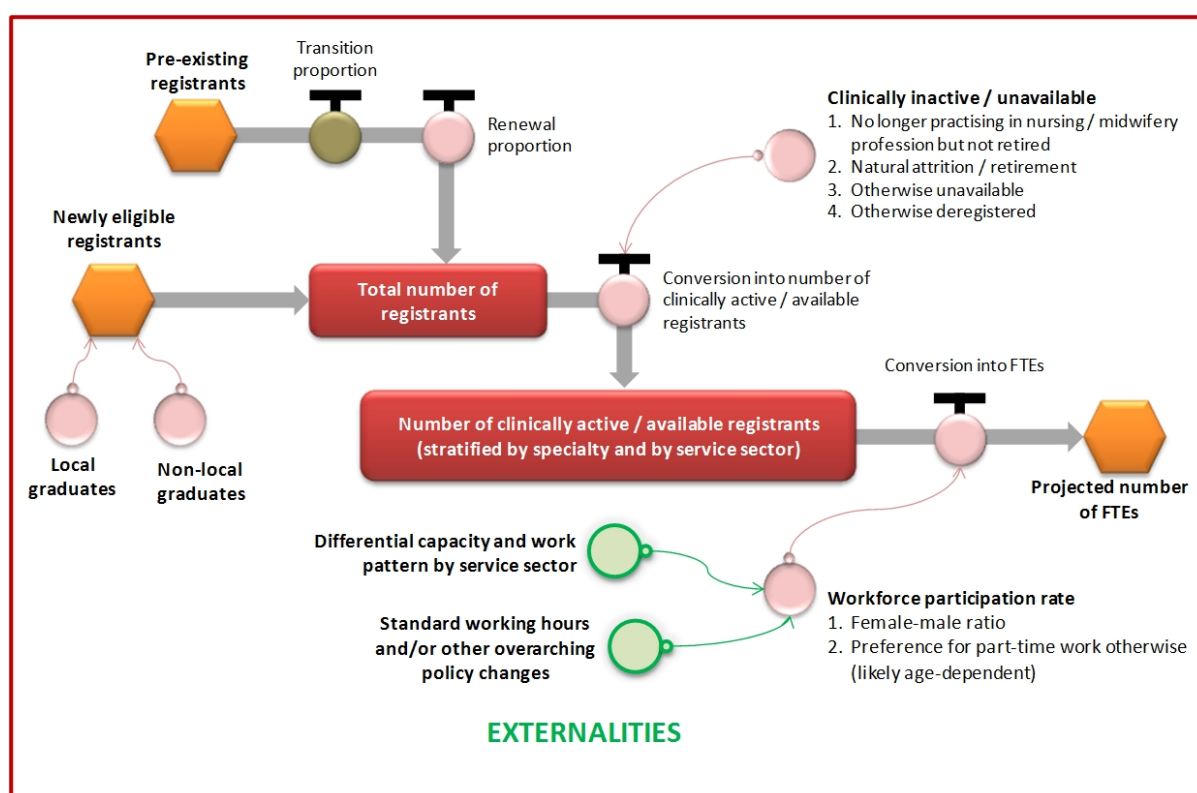 Pre-existing
registrants
Transition
proportion
Renewal
proportion
Clinically inactive / unavailable
1. No longer practising in nursing / midwifery
profession but not retired
2. Natural attrition / retirement
3. Otherwise unavailable
4. Otherwise deregistered
Newly eligible
registrants
Total number of
registrants
Conversion into number of
clinically active / available
registrants
Local
graduates
Non-local
graduates
Number of clinically active / available registrants
(stratified by specialty and by service sector)
Conversion into FTEs
Projected number
of FTEs
Differential capacity and work
pattern by service sector
Standard working hours
and/or other overarching
policy changes
Workforce participation rate
1. Female-male ratio
2. Preference for part-time work otherwise
(likely age-dependent)
EXTERNALITIES